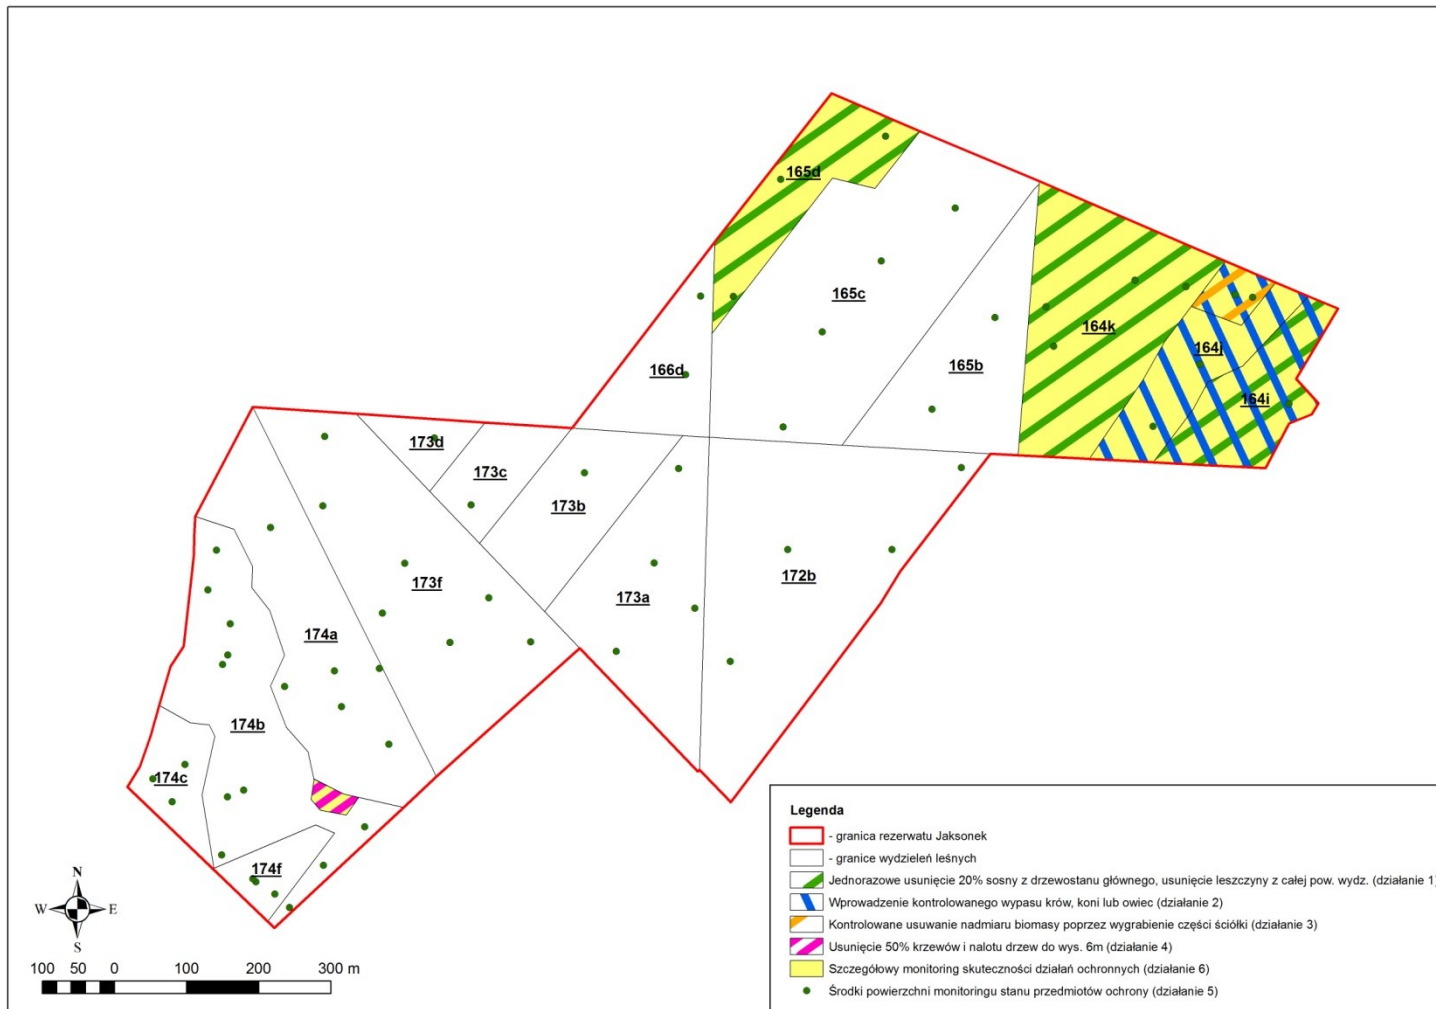 165d
165c
164k
164j
166d
165b
164i
173d
173c
173b
172b
173f
173a
174a
174b
174c
174f
N
W E
S
100 50 0 100 200 300 m
Legenda
- granica rezerwatu Jaksonek
- granice wydzieleń leśnych
Jednorazowe usunięcie 20% sosny z drzewostanu głównego, usunięcie leszczyny z całej pow. wydz. (działanie 1)
Wprowadzenie kontrolowanego wypasu krów, koni lub owiec (działanie 2)
Kontrolowane usuwanie nadmiaru biomasy poprzez wygrabienie części ściółki (działanie 3)
Usunięcie 50% krzewów i nalotu drzew do wys. 6m (działanie 4)
Szczegółowy monitoring skuteczności działań ochronnych (działanie 6)
Środki powierzchni monitoringu stanu przedmiotów ochrony (działanie 5)